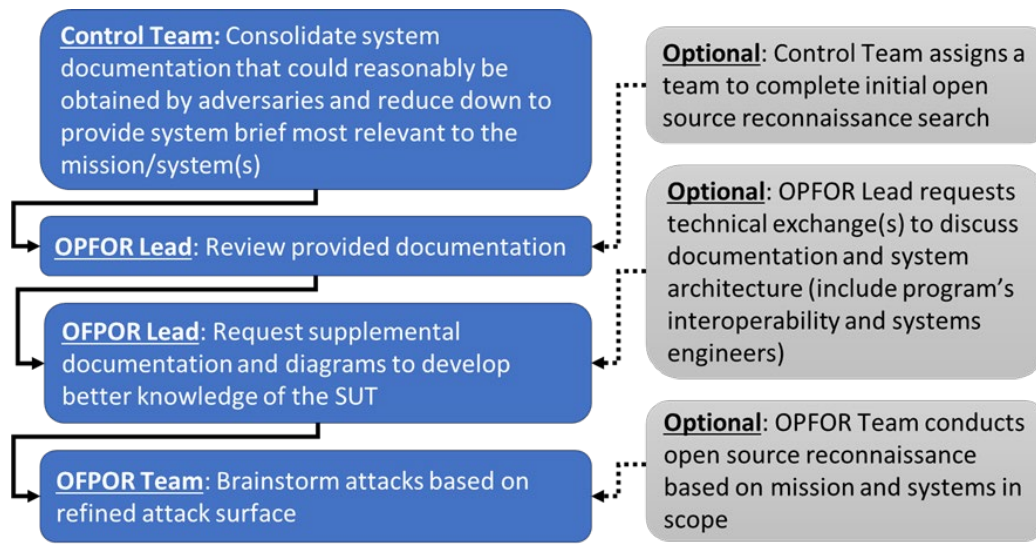 Control Team: Consolidate system
documentation that could reasonably be
obtained by adversaries and reduce down to
provide system brief most relevant to the
mission/system(s)
OPFOR Lead: Review provided documentation
OFPOR Lead: Request supplemental
documentation and diagrams to develop
better knowledge of the SUT
OFPOR Team: Brainstorm attacks based on
refined attack surface
Optional: Control Team assigns a
team to complete initial open
source reconnaissance search
Optional: OPFOR Lead requests
technical exchange(s) to discuss
documentation and system
architecture (include program’s
interoperability and systems
engineers)
Optional: OPFOR Team conducts
open source reconnaissance
based on mission and systems in
scope